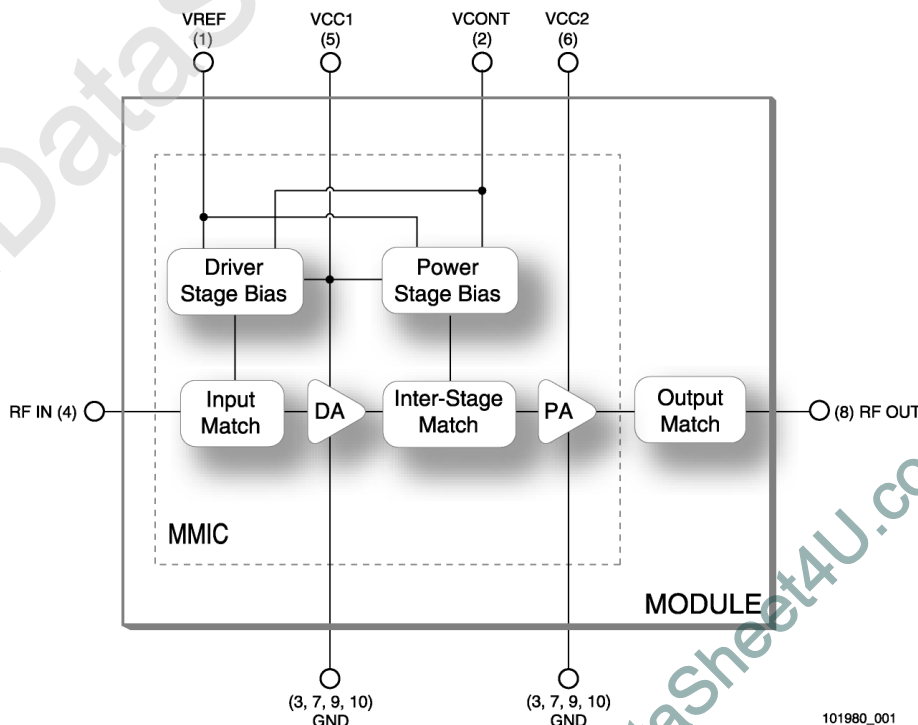 VREF
(1)
VCC1
(5)
VCONT
(2)
VCC2
(6)
Driver
Stage Bias
Power
Stage Bias
RF IN (4)
Input
Match
DA
Inter-Stage
Match
PA
Output
Match
(8) RF OUT
MMIC
MODULE
(3, 7, 9, 10)
GND
(3, 7, 9, 10)
GND
101980_001